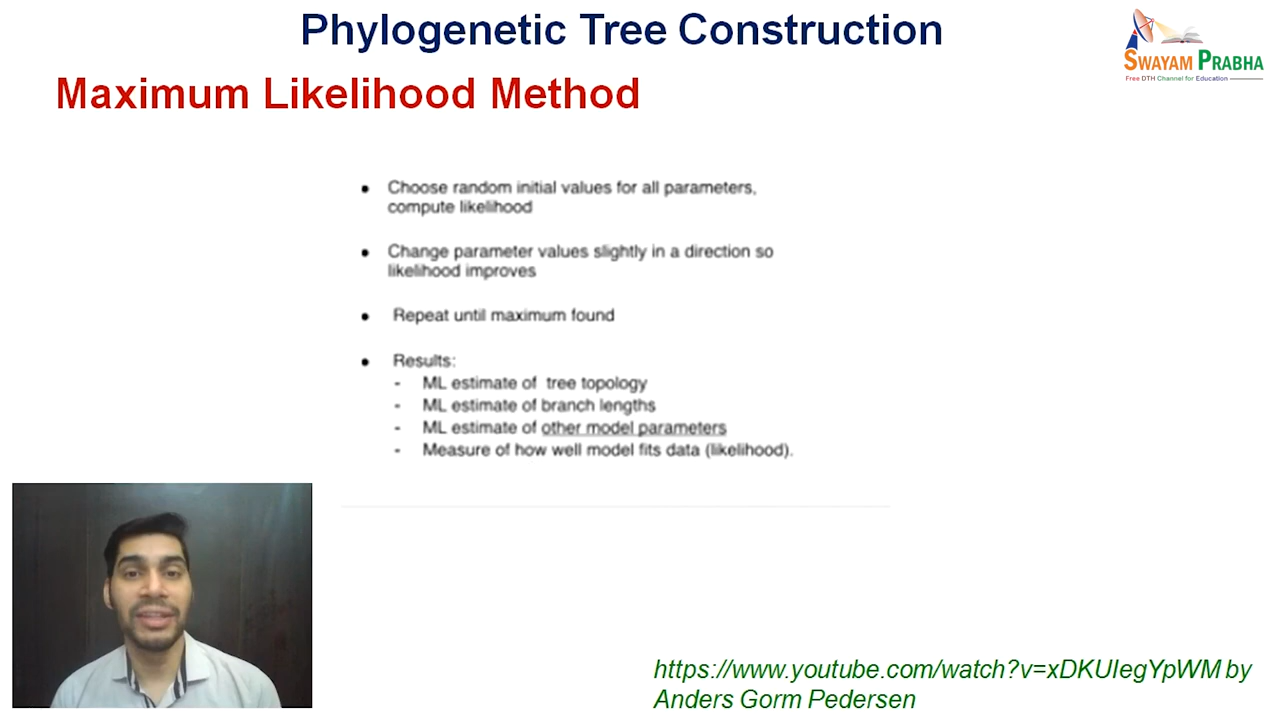 Phylogenetic Tree Construction
SWAYAM PRABHA
Free DTH Channel for Education
Maximum Likelihood Method
• Choose random initial values for all parameters,
compute likelihood
• Change parameter values slightly in a direction so
likelihood improves
• Repeat until maximum found
• Results:
- ML estimate of tree topology
- ML estimate of branch lengths
- ML estimate of other model parameters
- Measure of how well model fits data (likelihood).
https://www.youtube.com/watch?v=xDKUIegYpWM by
Anders Gorm Pedersen